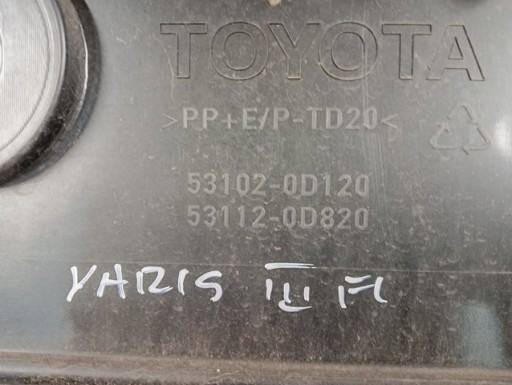 TOYOTA
>PP+E/P-TD20<
53102-0D120
53112-0D820
YARIS III Fl